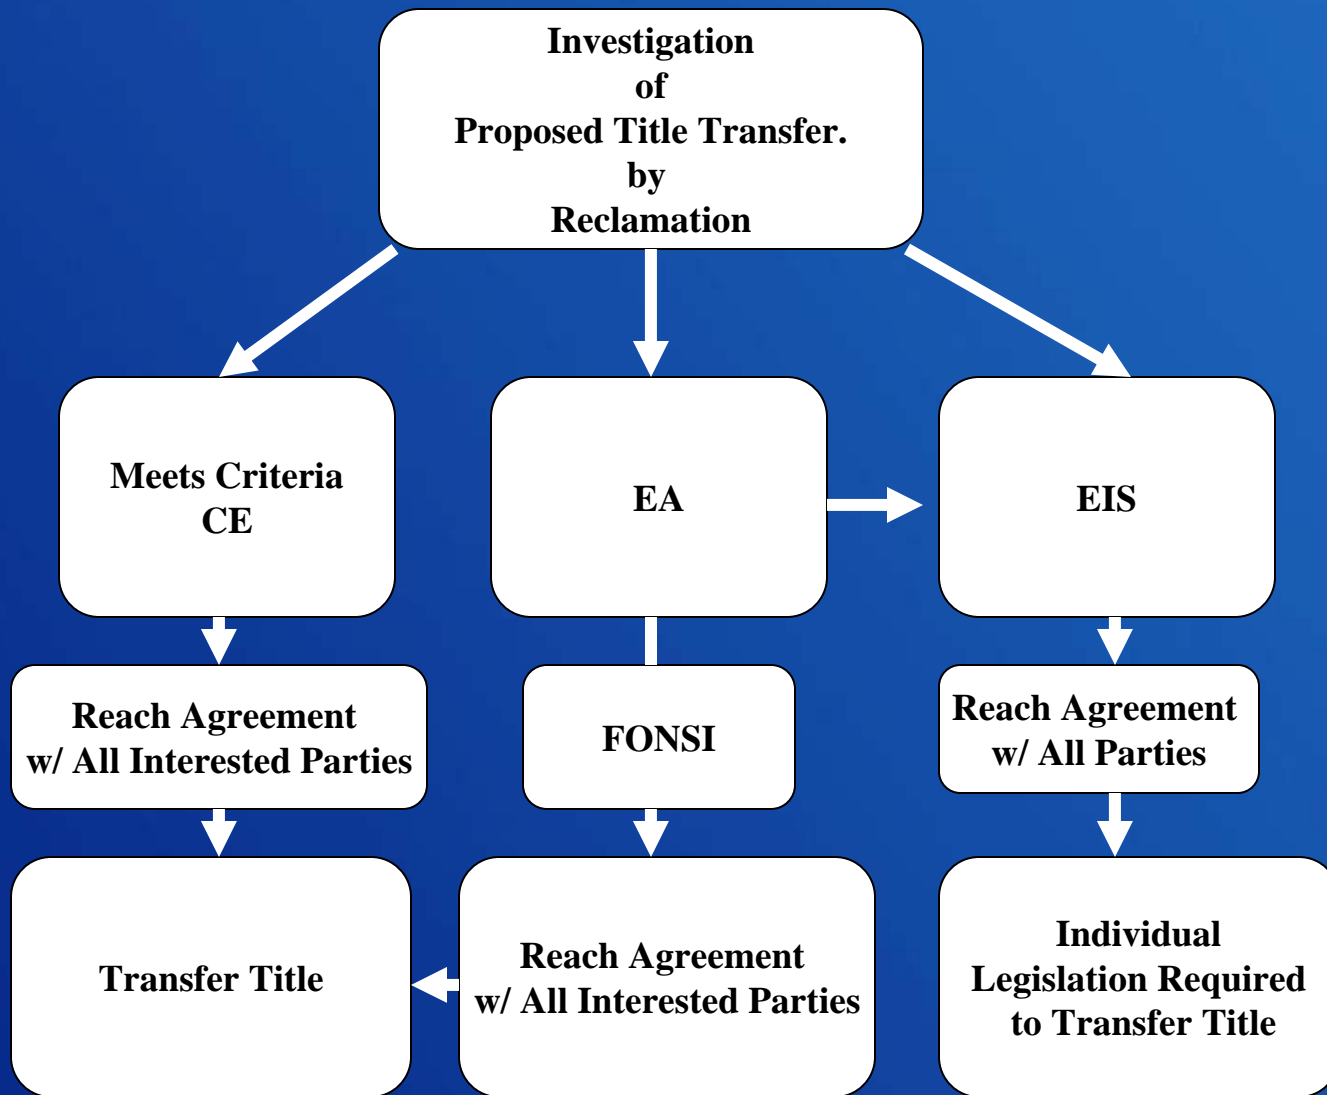 Investigation
of
Proposed Title Transfer.
by
Reclamation
Meets Criteria
CE
EA
EIS
Reach Agreement
w/ All Interested Parties
FONSI
Reach Agreement
w/ All Parties
Transfer Title
Reach Agreement
w/ All Interested Parties
Individual
Legislation Required
to Transfer Title